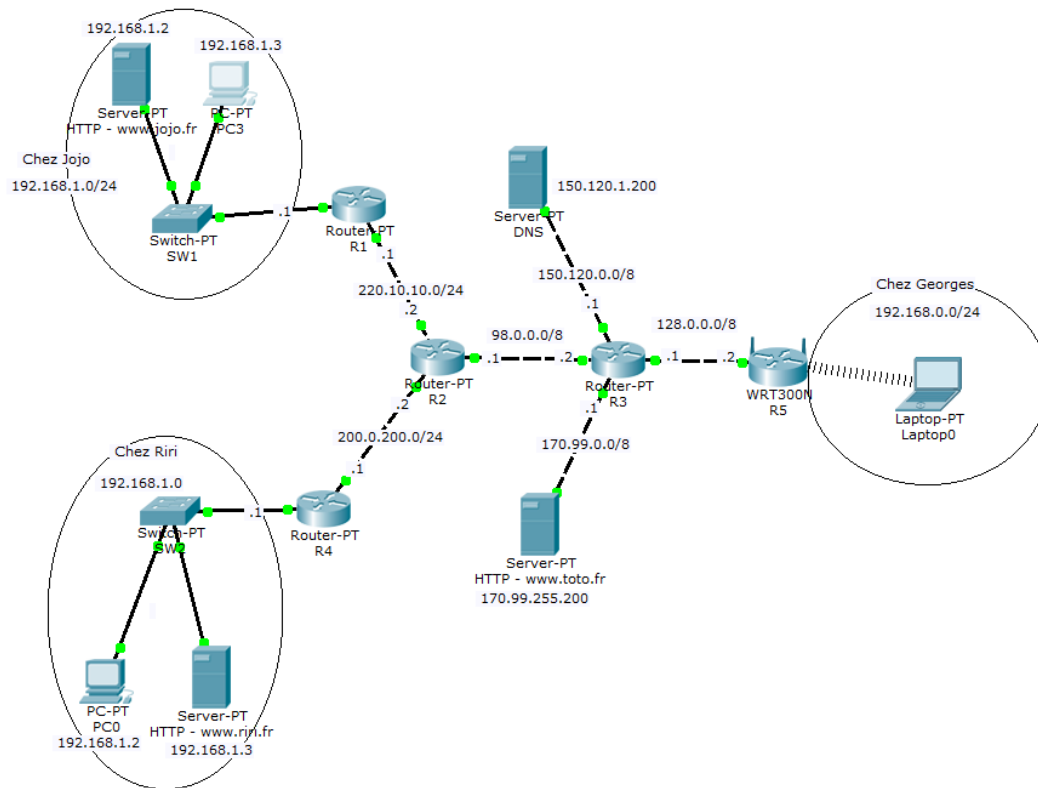 192.168.1.2
192.168.1.3
Server-PT
HTTP - www.jojo.fr
PC-PT
PC3
Chez Jojo
192.168.1.0/24
Switch-PT
SW1
.1
Router-PT
R1
.1
220.10.10.0/24
.2
Server-PT
DNS
150.120.1.200
150.120.0.0/8
.1
98.0.0.0/8
.1
.2
Router-PT
R2
.2
Router-PT
R3
.1
128.0.0.0/8
.1
.2
WRT300N
R5
Chez Georges
192.168.0.0/24
Laptop-PT
Laptop0
200.0.200.0/24
.1
170.99.0.0/8
Chez Riri
192.168.1.0
Switch-PT
SW2
.1
Router-PT
R4
Server-PT
HTTP - www.toto.fr
170.99.255.200
PC-PT
PC0
192.168.1.2
Server-PT
HTTP - www.riri.fr
192.168.1.3